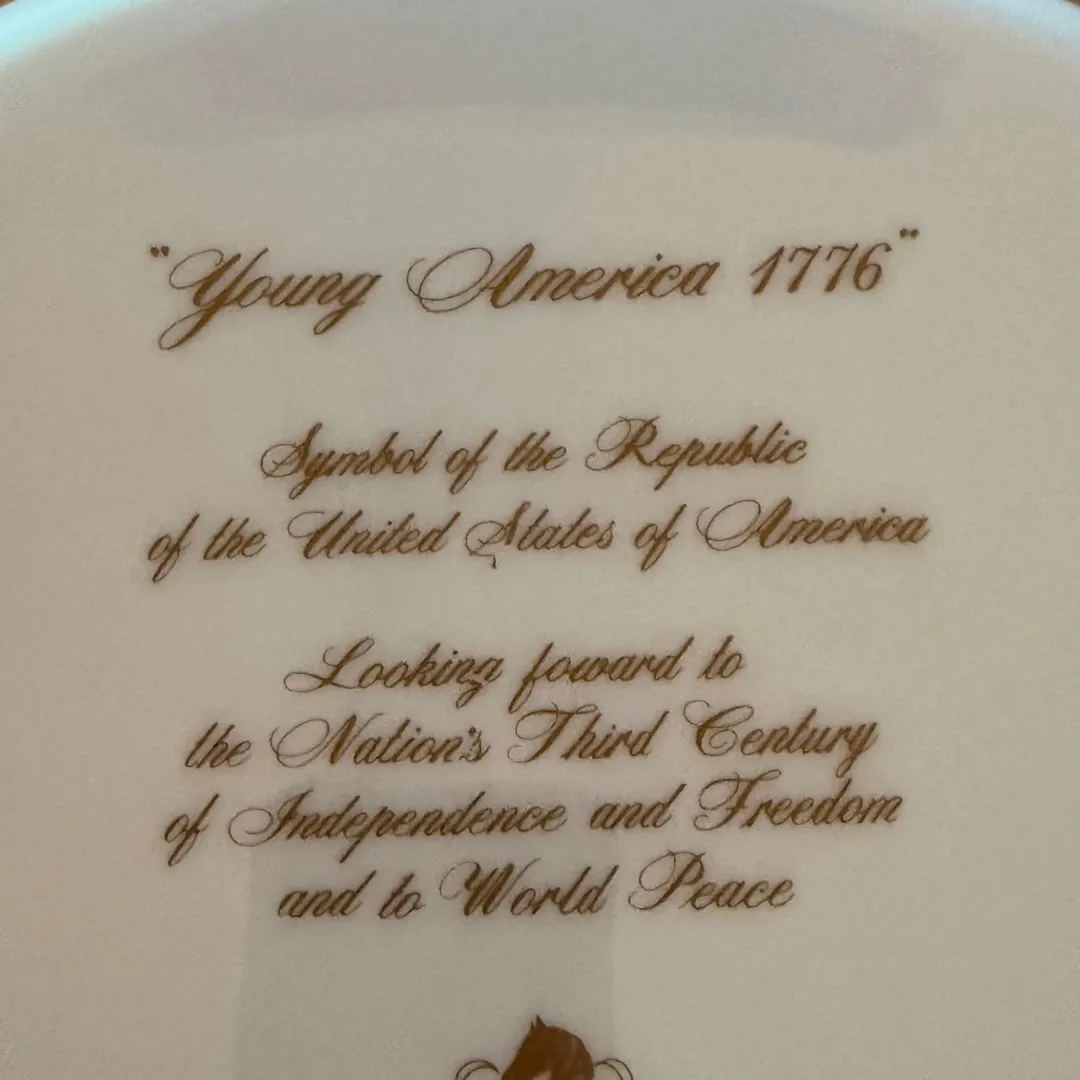 "Young America 1776"
Symbol of the Republic
of the United States of America
Looking foward to
the Nation's Third Century
of Independence and Freedom
and to World Peace